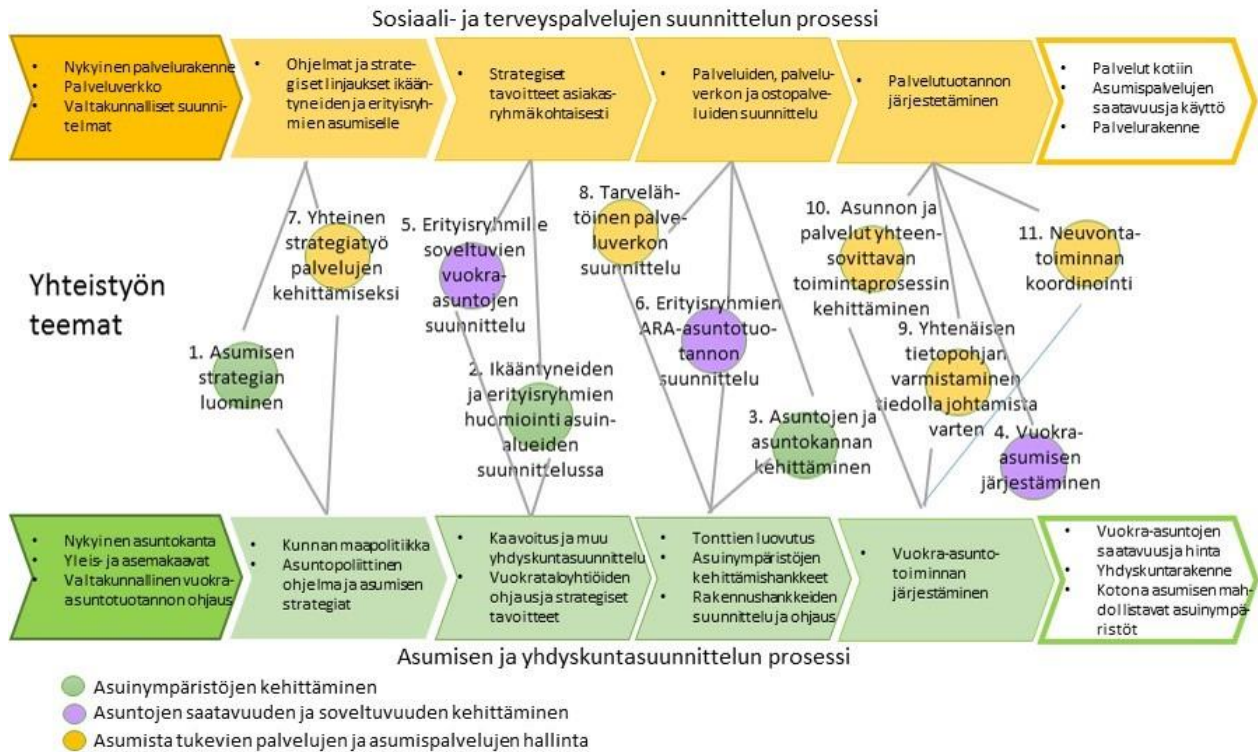 Sosiaali- ja terveyspalvelujen suunnittelun prosessi
• Nykyinen palvelurakenne
• Palveluverkko
• Valtakunnalliset suunni-
telmat
• Ohjelmat ja strate-
giset linjaukset ikään-
tyneiden ja erityisryh-
mien asumiselle
• Strategiset
tavoitteet asiakas-
ryhmäkohtaisesti
• Palveluiden, palvelu-
verkon ja ostopalve-
luiden suunnittelu
• Palvelutuotannon
järjestetäminen
• Palvelut kotiin
• Asumispalvelujen
saatavuus ja käyttö
• Palvelurakenne
Yhteistyön
teemat
7. Yhteinen
strategiatyö
palvelujen
kehittämiseksi
1. Asumisen
strategian
luominen
5. Erityisryhmille
soveltuvien
vuokra-
asuntojen
suunnittelu
2. Ikääntyneiden
ja erityisryhmien
huomiointi asuin-
alueiden
suunnittelussa
8. Tarveläh-
töinen palve-
luverkon
suunnittelu
6. Erityisryhmien
ARA-asuntotuo-
tannon
suunnittelu
3. Asuntojen ja
asuntokannan
kehittäminen
10. Asunnon ja
palvelut yhteen-
sovittavan
toimintaprosessin
kehittäminen
9. Yhtenäisen
tietopohjan
varmistaminen
tiedolla johtamista
varten
11. Neuvonta-
toiminnan
koordinointi
4. Vuokra-
asumisen
järjestäminen
• Nykyinen asuntokanta
• Yleis- ja asemakaavat
• Valtakunnallinen vuokra-
asuntotuotannon ohjaus
• Kunnan maapolitiikka
• Asuntopoliittinen
ohjelma ja asumisen
strategiat
• Kaavoitus ja muu
yhdyskuntasuunnittelu
• Vuokrataloyhtiöiden
ohjaus ja strategiset
tavoitteet
• Tonttien luovutus
• Asuinympäristöjen
kehittämishankkeet
• Rakennushankkeiden
suunnittelu ja ohjaus
• Vuokra-asunto-
toiminnan
järjestäminen
• Vuokra-asuntojen
saatavuus ja hinta
• Yhdyskuntarakenne
• Kotona asumisen mah-
dollistavat asuinympä-
ristöt
Asumisen ja yhdyskuntasuunnittelun prosessi
Asuinympäristöjen kehittäminen
Asuntojen saatavuuden ja soveltuvuuden kehittäminen
Asumista tukevien palvelujen ja asumispalvelujen hallinta